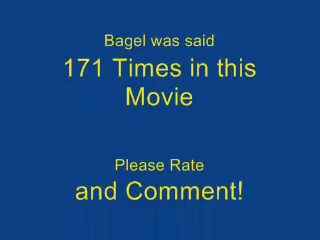 Bagel was said
171 Times in this
Movie
Please Rate
and Comment!